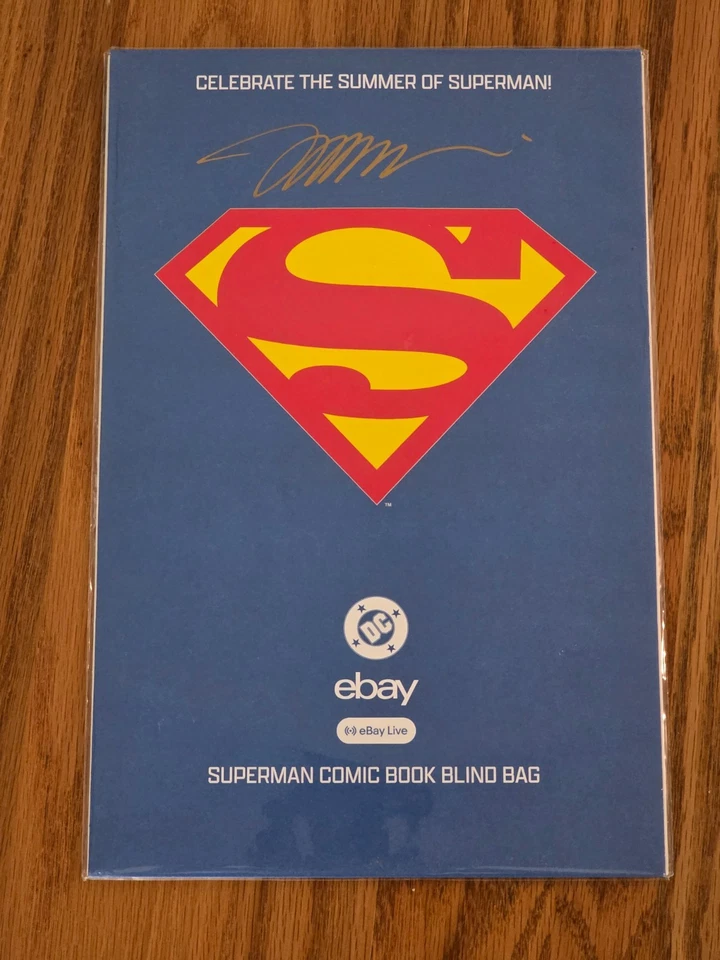 CELEBRATE THE SUMMER OF SUPERMAN!
S
TM
DC
ebay
eBay Live
SUPERMAN COMIC BOOK BLIND BAG